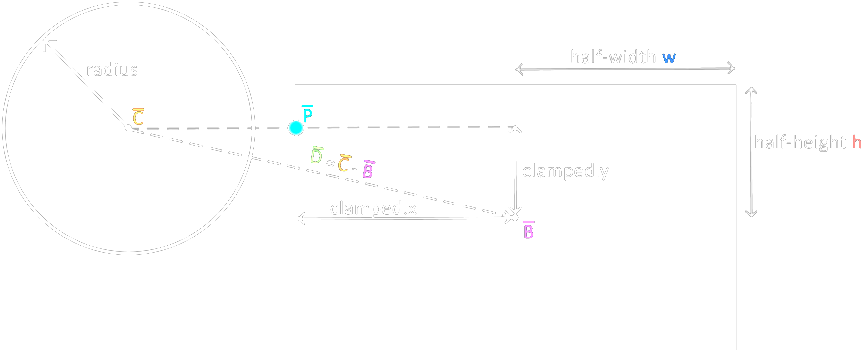 half-width w
radius
P̅
C̅
half-height h
D̅ = C̅ - B̅
clamped y
clamped x
B̅